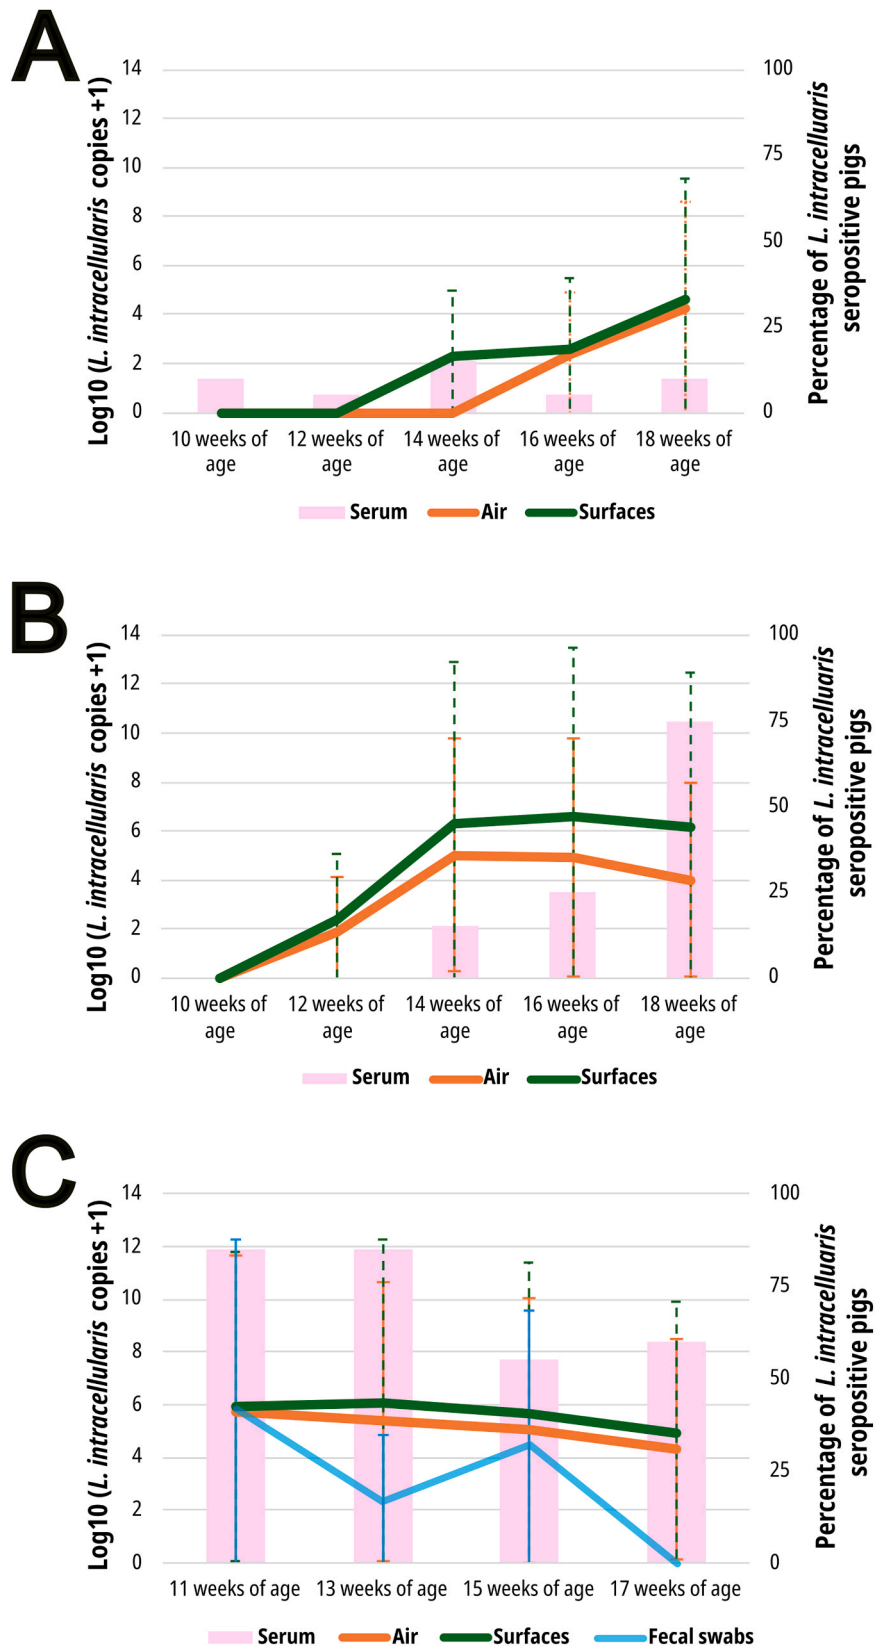 A
Log10 (L. intracellularis copies +1)
14
12
10
8
6
4
2
0
100
75
50
25
0
Percentage of L. intracelluaris
seropositive pigs
10 weeks of age
12 weeks of age
14 weeks of age
16 weeks of age
18 weeks of age
Serum Air Surfaces
B
Log10 (L. intracellularis copies +1)
14
12
10
8
6
4
2
0
100
75
50
25
0
Percentage of L. intracelluaris
seropositive pigs
10 weeks of age
12 weeks of age
14 weeks of age
16 weeks of age
18 weeks of age
Serum Air Surfaces
C
Log10 (L. intracellularis copies +1)
14
12
10
8
6
4
2
0
100
75
50
25
0
Percentage of L. intracelluaris
seropositive pigs
11 weeks of age 13 weeks of age 15 weeks of age 17 weeks of age
Serum Air Surfaces Fecal swabs